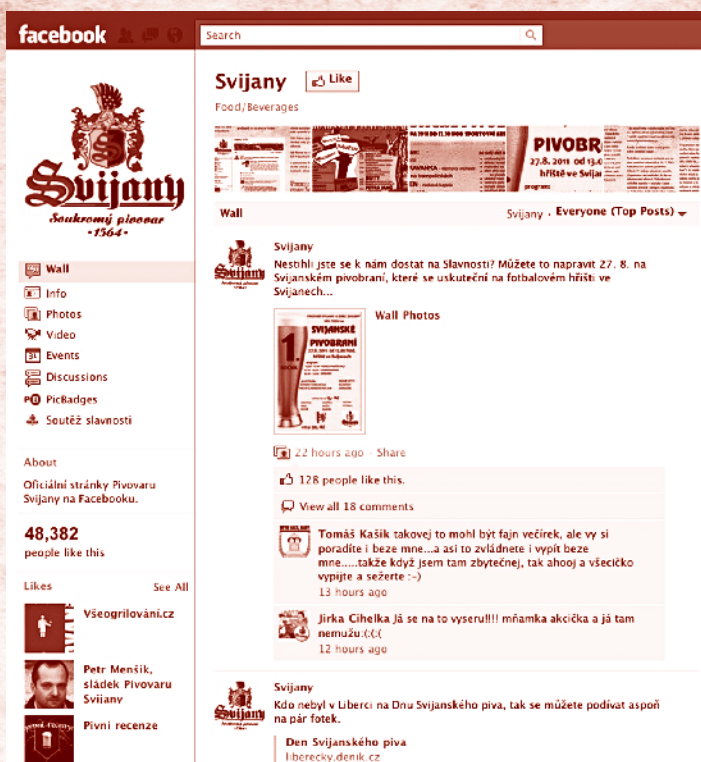 facebook
Search
Svijany
Soukromý pivovar
•1564•
Wall
Info
Photos
Video
31 Events
Discussions
PicBadges
Soutěž slavnosti
About
Oficiální stránky Pivovaru
Svijany na Facebooku.
48,382
people like this
Likes See All
Všeogrilování.cz
Petr Menšík,
sládek Pivovaru
Svijany
Pivní recenze
Svijany Like
Food/Beverages
PIVOBR
27.8. 2011 od 13.0
hřiště ve Svijan
program:
Wall Svijany · Everyone (Top Posts)
Svijany
Svijany
Nestihli jste se k nám dostat na Slavnosti? Můžete to napravit 27. 8. na
Svijanském pivobraní, které se uskuteční na fotbalovém hřišti ve
Svijanech...
SVIJANSKÉ
PIVOBRANÍ
1.
Wall Photos
22 hours ago · Share
128 people like this.
View all 18 comments
Tomáš Kašík takovej to mohl být fajn večírek, ale vy si
poradíte i beze mne...a asi to zvládnete i vypít beze
mne.....takže když jsem tam zbytečnej, tak ahooj a všecičko
vypijte a sežerte :-)
13 hours ago
Jirka Cihelka Já se na to vyseru!!!! mňamka akcička a já tam
nemužu:(:(:(
12 hours ago
Svijany
Svijany
Kdo nebyl v Liberci na Dnu Svijanského piva, tak se můžete podívat aspoň
na pár fotek.
Den Svijanského piva
liberecky.denik.cz